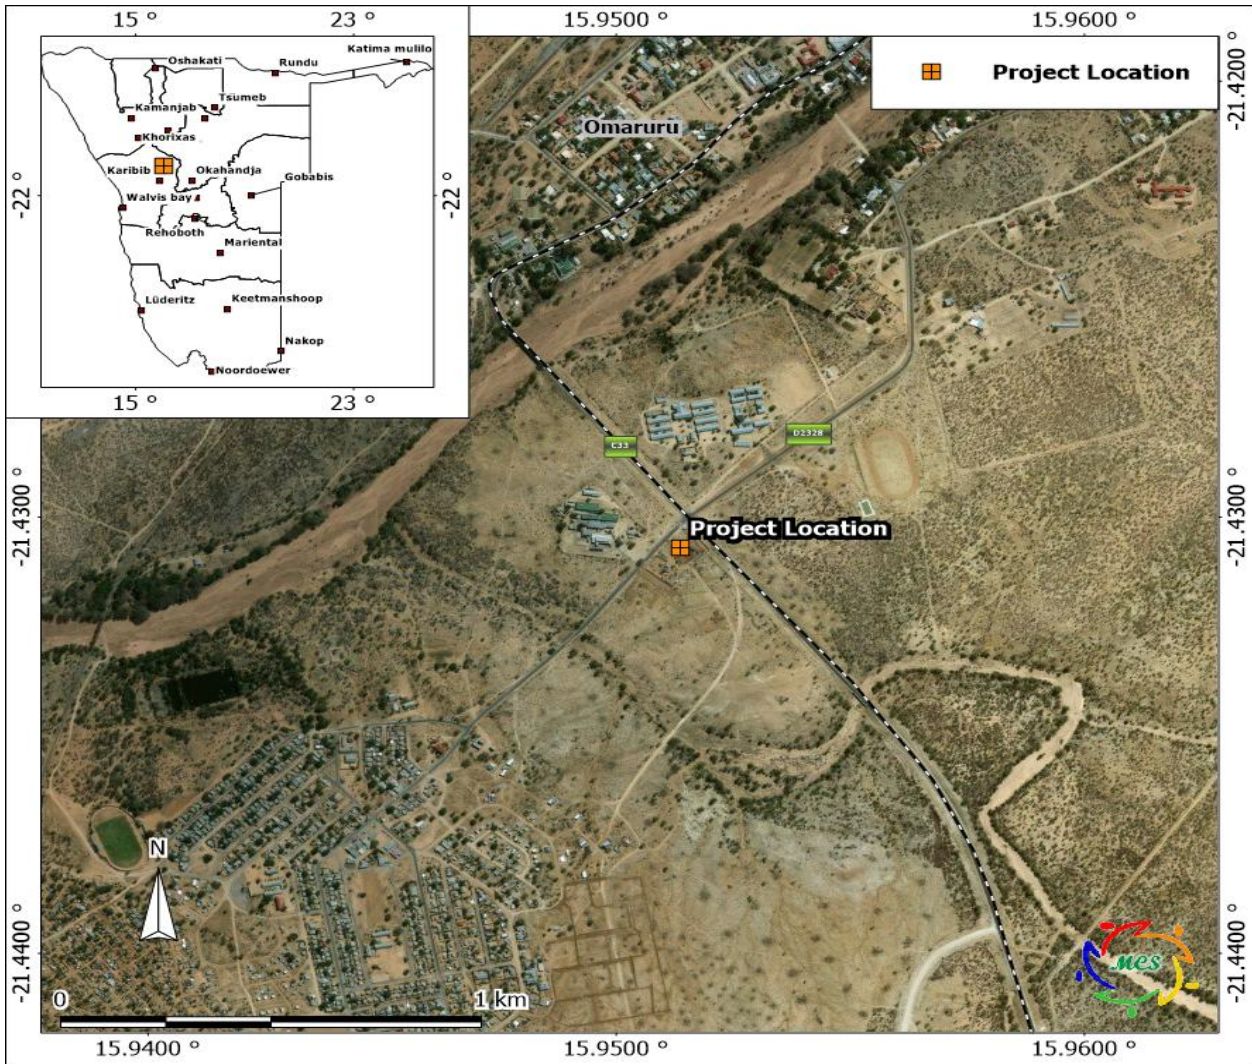 15 °
23 °
15.9500 °
15.9600 °
Katima mulilo
Oshakati
Rundu
Project Location
-21.4200 °
Tsumeb
Kamanjab
Omaruru
Khorixas
Karibib
Okahandja
Gobabis
-22 °
-22 °
Walvis bay
Rehoboth
Mariental
Lüderitz
Keetmanshoop
Nakop
Noordoewer
15 °
23 °
D2328
C33
-21.4300 °
Project Location
-21.4300 °
N
-21.4400 °
-21.4400 °
MES
0
1 km
15.9400 °
15.9500 °
15.9600 °